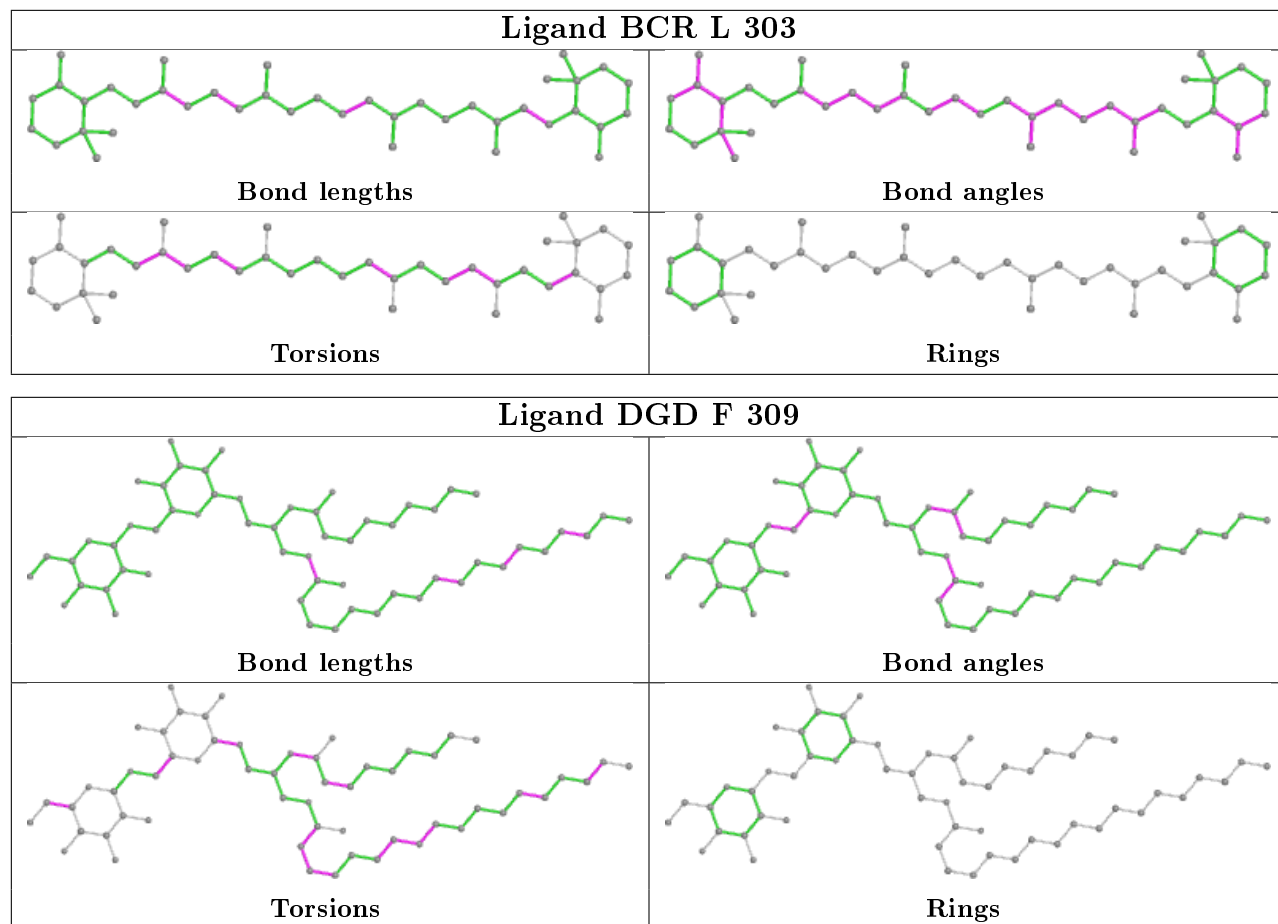 Ligand BCR L 303
Bond lengths
Bond angles
Torsions
Rings
Ligand DGD F 309
Bond lengths
Bond angles
Torsions
Rings